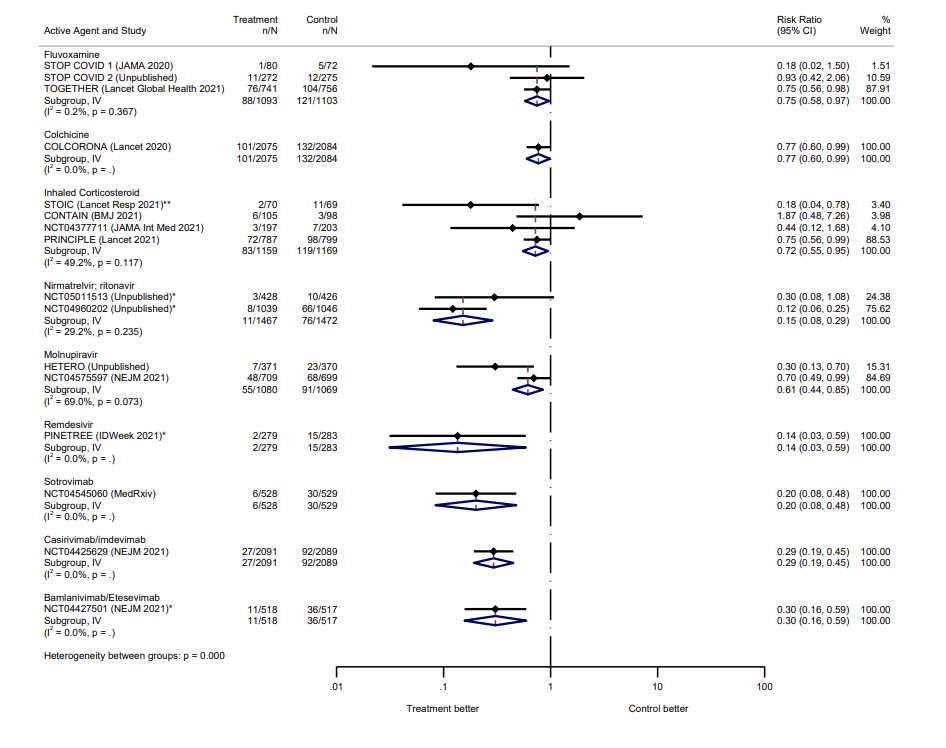 Treatment Control Risk Ratio %
Active Agent and Study n/N n/N (95% CI) Weight
Fluvoxamine
STOP COVID 1 (JAMA 2020) 1/80 5/72 0.18 (0.02, 1.50) 1.51
STOP COVID 2 (Unpublished) 11/272 12/275 0.93 (0.42, 2.06) 10.59
TOGETHER (Lancet Global Health 2021) 76/741 104/756 0.75 (0.56, 0.98) 87.91
Subgroup, IV 88/1093 121/1103 0.75 (0.58, 0.97) 100.00
(I² = 0.2%, p = 0.367)
Colchicine
COLCORONA (Lancet 2020) 101/2075 132/2084 0.77 (0.60, 0.99) 100.00
Subgroup, IV 101/2075 132/2084 0.77 (0.60, 0.99) 100.00
(I² = 0.0%, p = .)
Inhaled Corticosteroid
STOIC (Lancet Resp 2021)** 2/70 11/69 0.18 (0.04, 0.78) 3.40
CONTAIN (BMJ 2021) 6/105 3/98 1.87 (0.48, 7.26) 3.98
NCT04377711 (JAMA Int Med 2021) 3/197 7/203 0.44 (0.12, 1.68) 4.10
PRINCIPLE (Lancet 2021) 72/787 98/799 0.75 (0.56, 0.99) 88.53
Subgroup, IV 83/1159 119/1169 0.72 (0.55, 0.95) 100.00
(I² = 49.2%, p = 0.117)
Nirmatrelvir; ritonavir
NCT05011513 (Unpublished)* 3/428 10/426 0.30 (0.08, 1.08) 24.38
NCT04960202 (Unpublished)* 8/1039 66/1046 0.12 (0.06, 0.25) 75.62
Subgroup, IV 11/1467 76/1472 0.15 (0.08, 0.29) 100.00
(I² = 29.2%, p = 0.235)
Molnupiravir
HETERO (Unpublished) 7/371 23/370 0.30 (0.13, 0.70) 15.31
NCT04575597 (NEJM 2021) 48/709 68/699 0.70 (0.49, 0.99) 84.69
Subgroup, IV 55/1080 91/1069 0.61 (0.44, 0.85) 100.00
(I² = 69.0%, p = 0.073)
Remdesivir
PINETREE (IDWeek 2021)* 2/279 15/283 0.14 (0.03, 0.59) 100.00
Subgroup, IV 2/279 15/283 0.14 (0.03, 0.59) 100.00
(I² = 0.0%, p = .)
Sotrovimab
NCT04545060 (MedRxiv) 6/528 30/529 0.20 (0.08, 0.48) 100.00
Subgroup, IV 6/528 30/529 0.20 (0.08, 0.48) 100.00
(I² = 0.0%, p = .)
Casirivimab/imdevimab
NCT04425629 (NEJM 2021) 27/2091 92/2089 0.29 (0.19, 0.45) 100.00
Subgroup, IV 27/2091 92/2089 0.29 (0.19, 0.45) 100.00
(I² = 0.0%, p = .)
Bamlanivimab/Etesevimab
NCT04427501 (NEJM 2021)* 11/518 36/517 0.30 (0.16, 0.59) 100.00
Subgroup, IV 11/518 36/517 0.30 (0.16, 0.59) 100.00
(I² = 0.0%, p = .)
Heterogeneity between groups: p = 0.000
.01 .1 1 10 100
Treatment better Control better